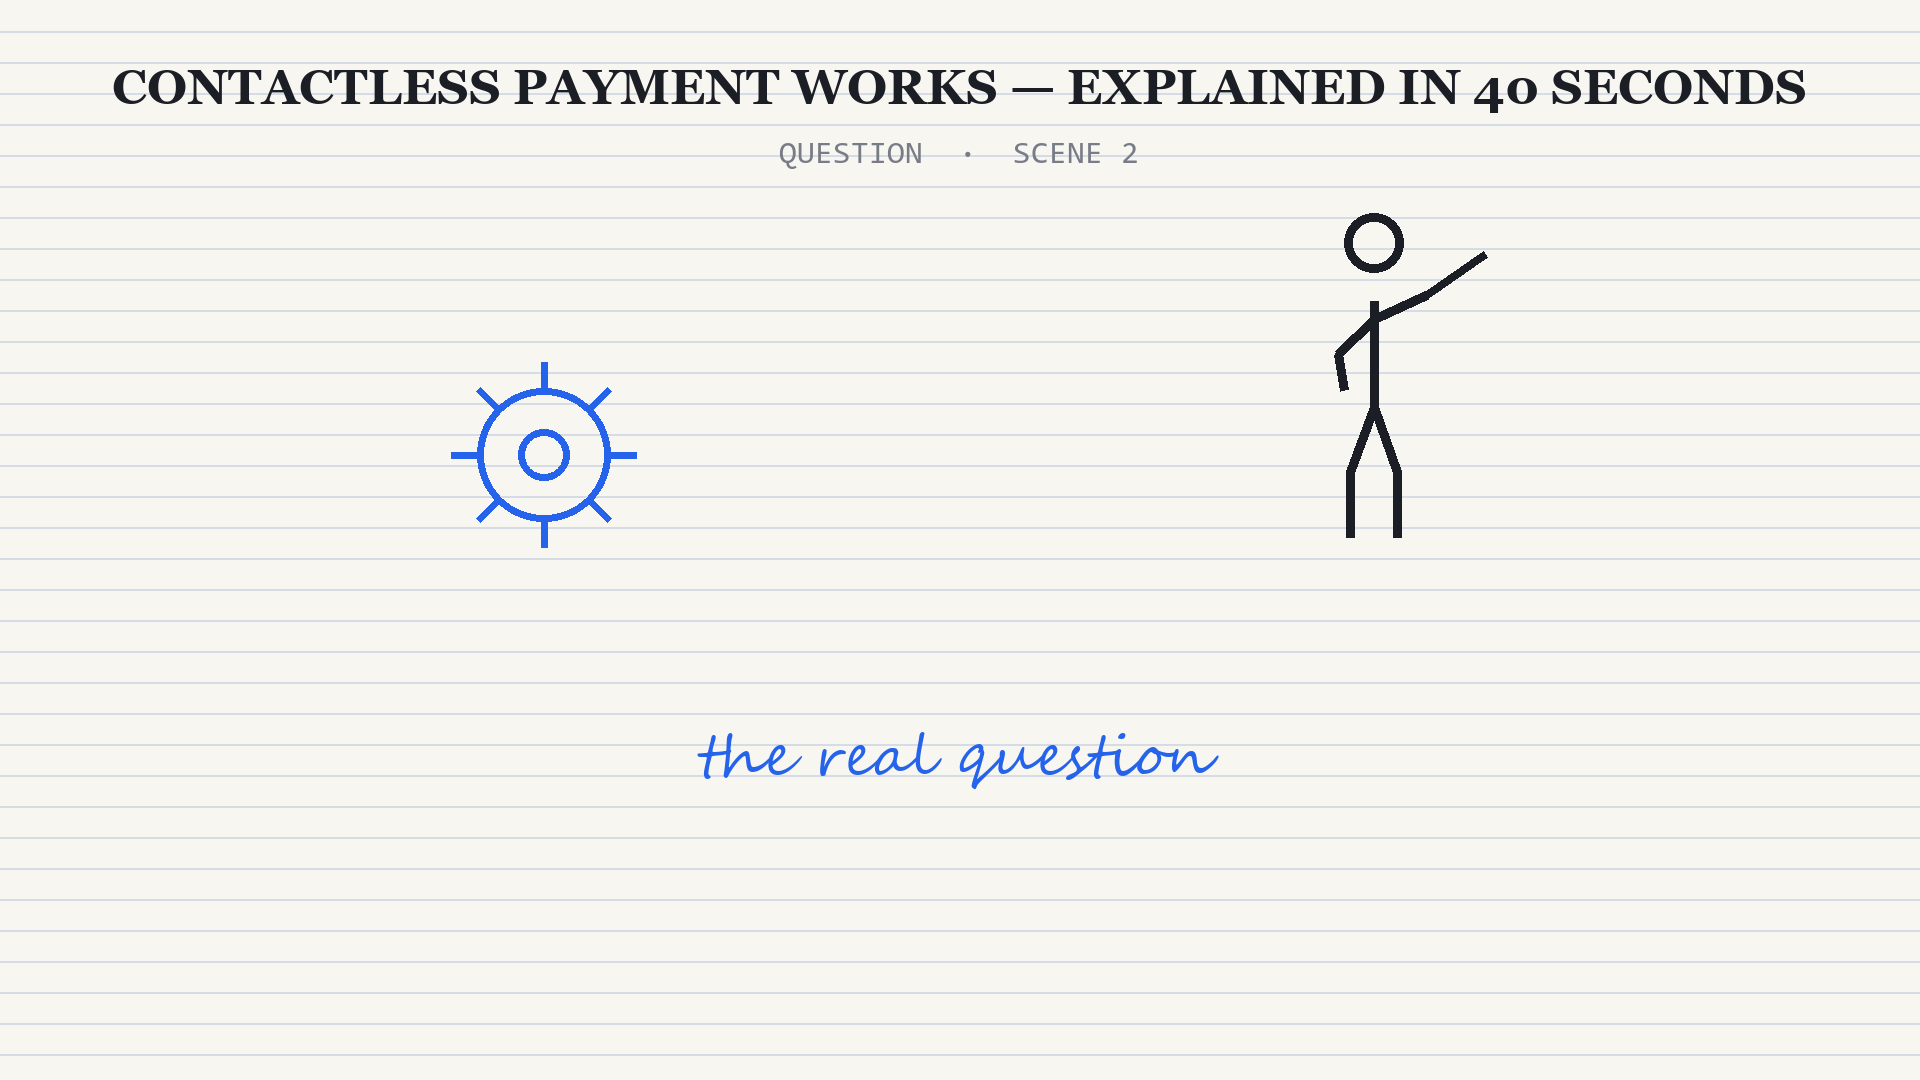 CONTACTLESS PAYMENT WORKS — EXPLAINED IN 40 SECONDS
QUESTION · SCENE 2
the real question